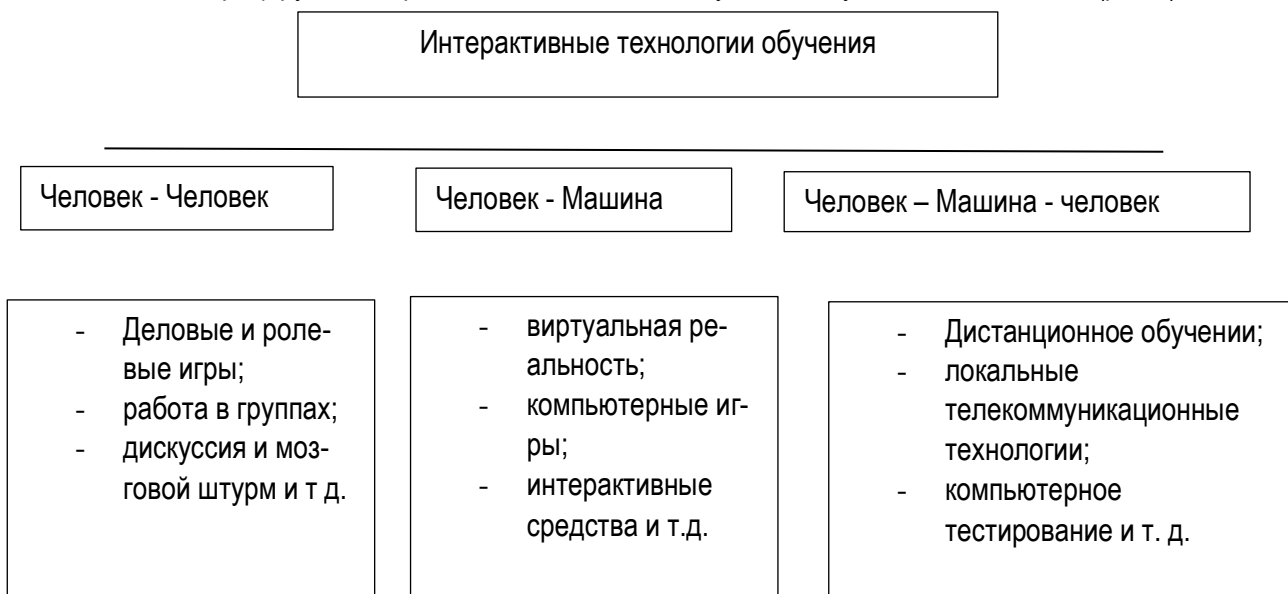 Интерактивные технологии обучения
Человек - Человек
Человек - Машина
Человек – Машина - человек
- Деловые и роле-
вые игры;
- работа в группах;
- дискуссия и моз-
говой штурм и т д.
- виртуальная ре-
альность;
- компьютерные иг-
ры;
- интерактивные
средства и т.д.
- Дистанционное обучении;
- локальные
телекоммуникационные
технологии;
- компьютерное
тестирование и т. д.